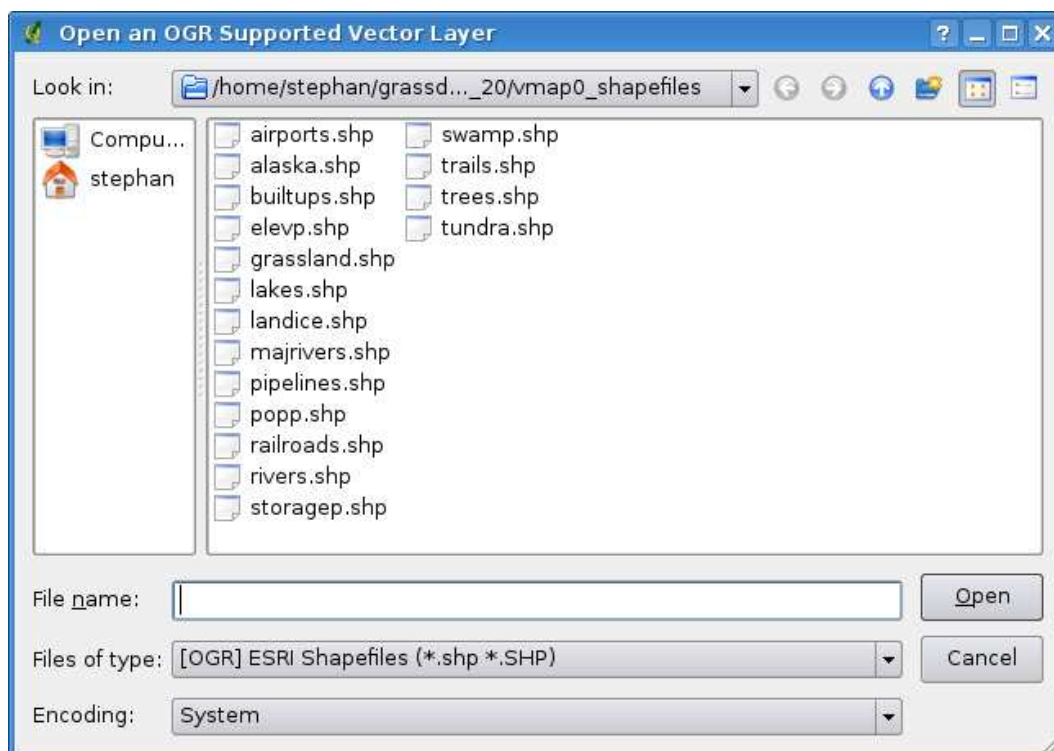 Open an OGR Supported Vector Layer
Look in: /home/stephan/grassd..._20/vmap0_shapefiles
Compu...
stephan
airports.shp
alaska.shp
builtups.shp
elevp.shp
grassland.shp
lakes.shp
landice.shp
majrivers.shp
pipelines.shp
popp.shp
railroads.shp
rivers.shp
storagep.shp
swamp.shp
trails.shp
trees.shp
tundra.shp
File name: Open
Files of type: [OGR] ESRI Shapefiles (*.shp *.SHP) Cancel
Encoding: System